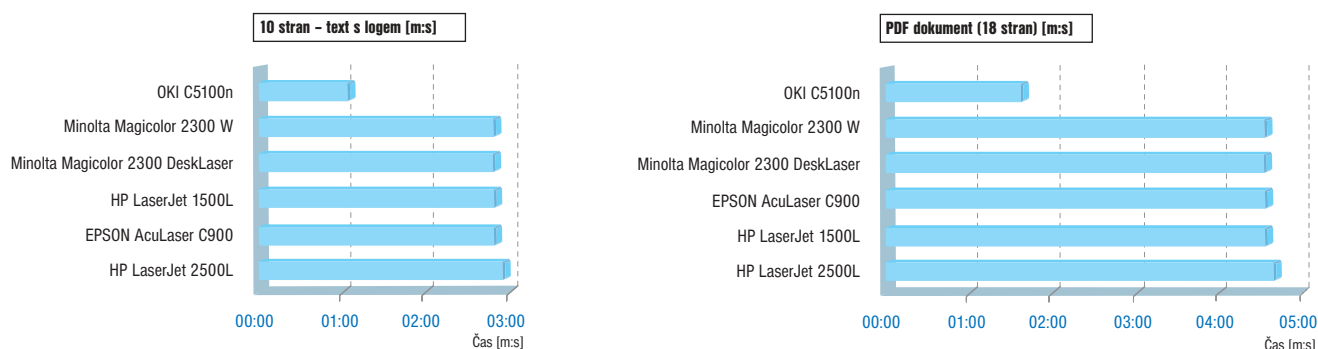 10 stran – text s logem [m:s]
OKI C5100n
Minolta Magicolor 2300 W
Minolta Magicolor 2300 DeskLaser
HP LaserJet 1500L
EPSON AcuLaser C900
HP LaserJet 2500L
00:00 01:00 02:00 03:00
Čas [m:s]
PDF dokument (18 stran) [m:s]
OKI C5100n
Minolta Magicolor 2300 W
Minolta Magicolor 2300 DeskLaser
EPSON AcuLaser C900
HP LaserJet 1500L
HP LaserJet 2500L
00:00 01:00 02:00 03:00 04:00 05:00
Čas [m:s]